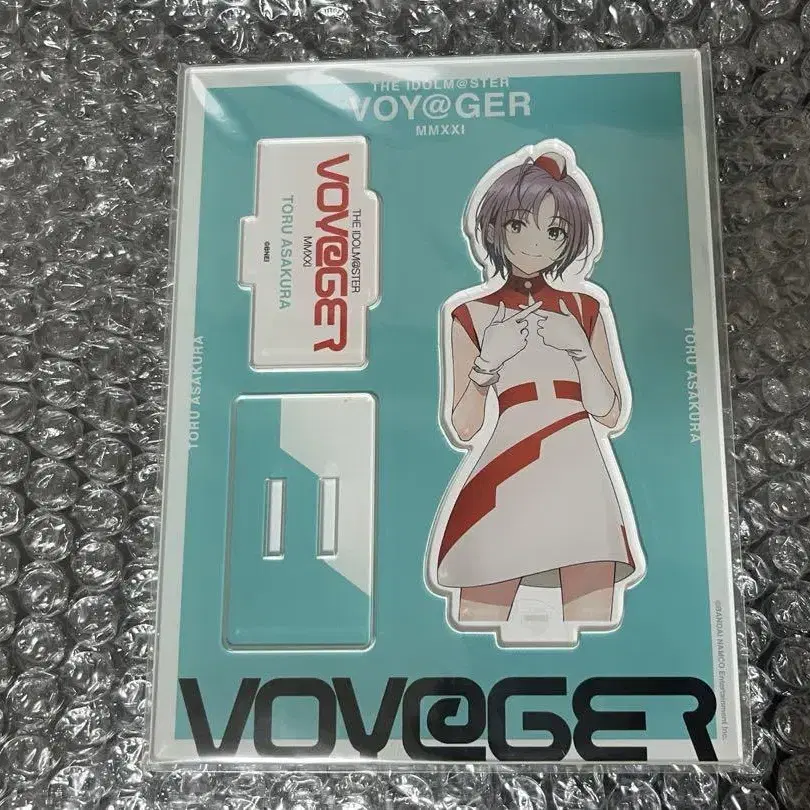 THE IDOLM@STER
VOY@GER
MMXXI
THE IDOLM@STER
MMXXI
VOY@GER
TORU ASAKURA
©BNEI
TORU ASAKURA
TORU ASAKURA
©BANDAI NAMCO Entertainment Inc.
VOY@GER